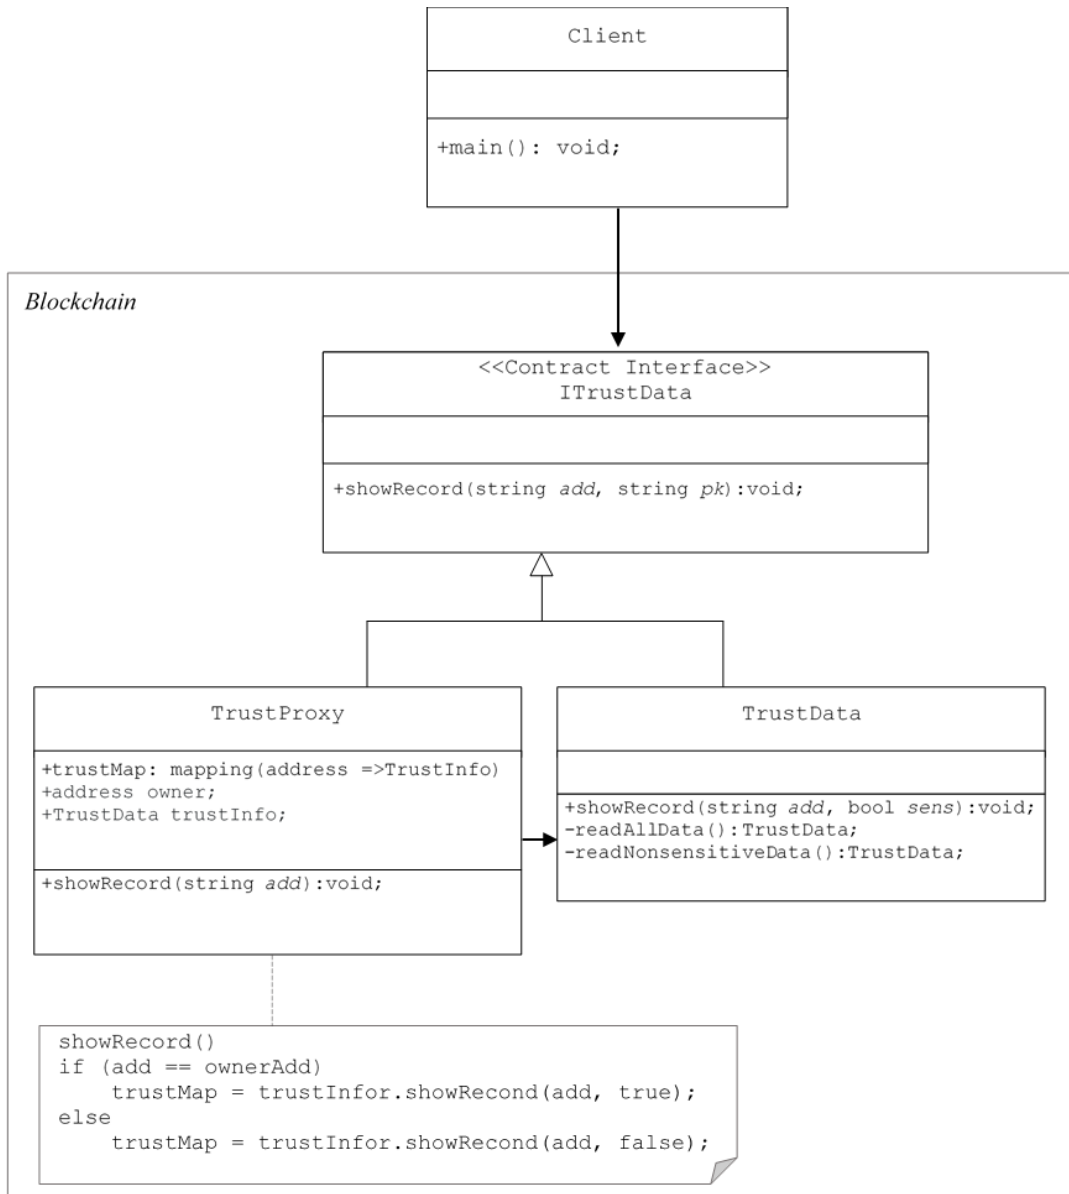 Client
+main(): void;
Blockchain
<<Contract Interface>>
ITrustData
+showRecord(string add, string pk):void;
TrustProxy
+trustMap: mapping(address =>TrustInfo)
+address owner;
+TrustData trustInfo;
+showRecord(string add):void;
TrustData
+showRecord(string add, bool sens):void;
-readAllData():TrustData;
-readNonsensitiveData():TrustData;
showRecord()
if (add == ownerAdd)
trustMap = trustInfor.showRecond(add, true);
else
trustMap = trustInfor.showRecond(add, false);